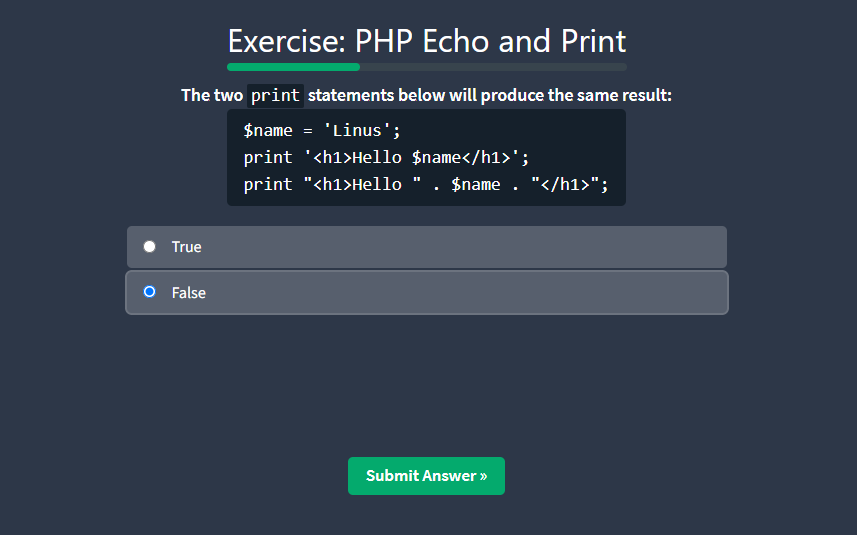 Exercise: PHP Echo and Print
The two print statements below will produce the same result:
$name = 'Linus';
print '<h1>Hello $name</h1>';
print "<h1>Hello " . $name . "</h1>";
True
False
Submit Answer »